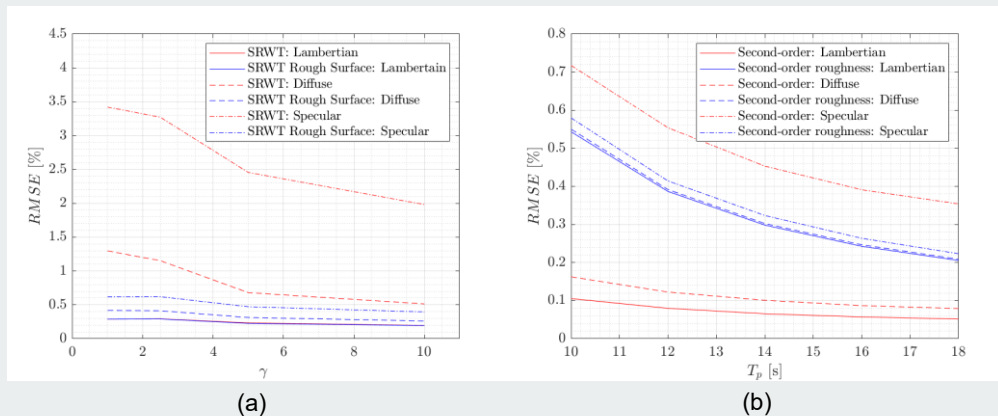 4.5
4
3.5
3
2.5
2
1.5
1
0.5
0
RMSE [%]
SRWT: Lambertian
SRWT Rough Surface: Lambertain
SRWT: Diffuse
SRWT Rough Surface: Diffuse
SRWT: Specular
SRWT Rough Surface: Specular
0 2 4 6 8 10
γ
(a)
0.8
0.7
0.6
0.5
0.4
0.3
0.2
0.1
0
RMSE [%]
Second-order: Lambertian
Second-order roughness: Lambertian
Second-order: Diffuse
Second-order roughness: Diffuse
Second-order: Specular
Second-order roughness: Specular
10 11 12 13 14 15 16 17 18
T_p [s]
(b)